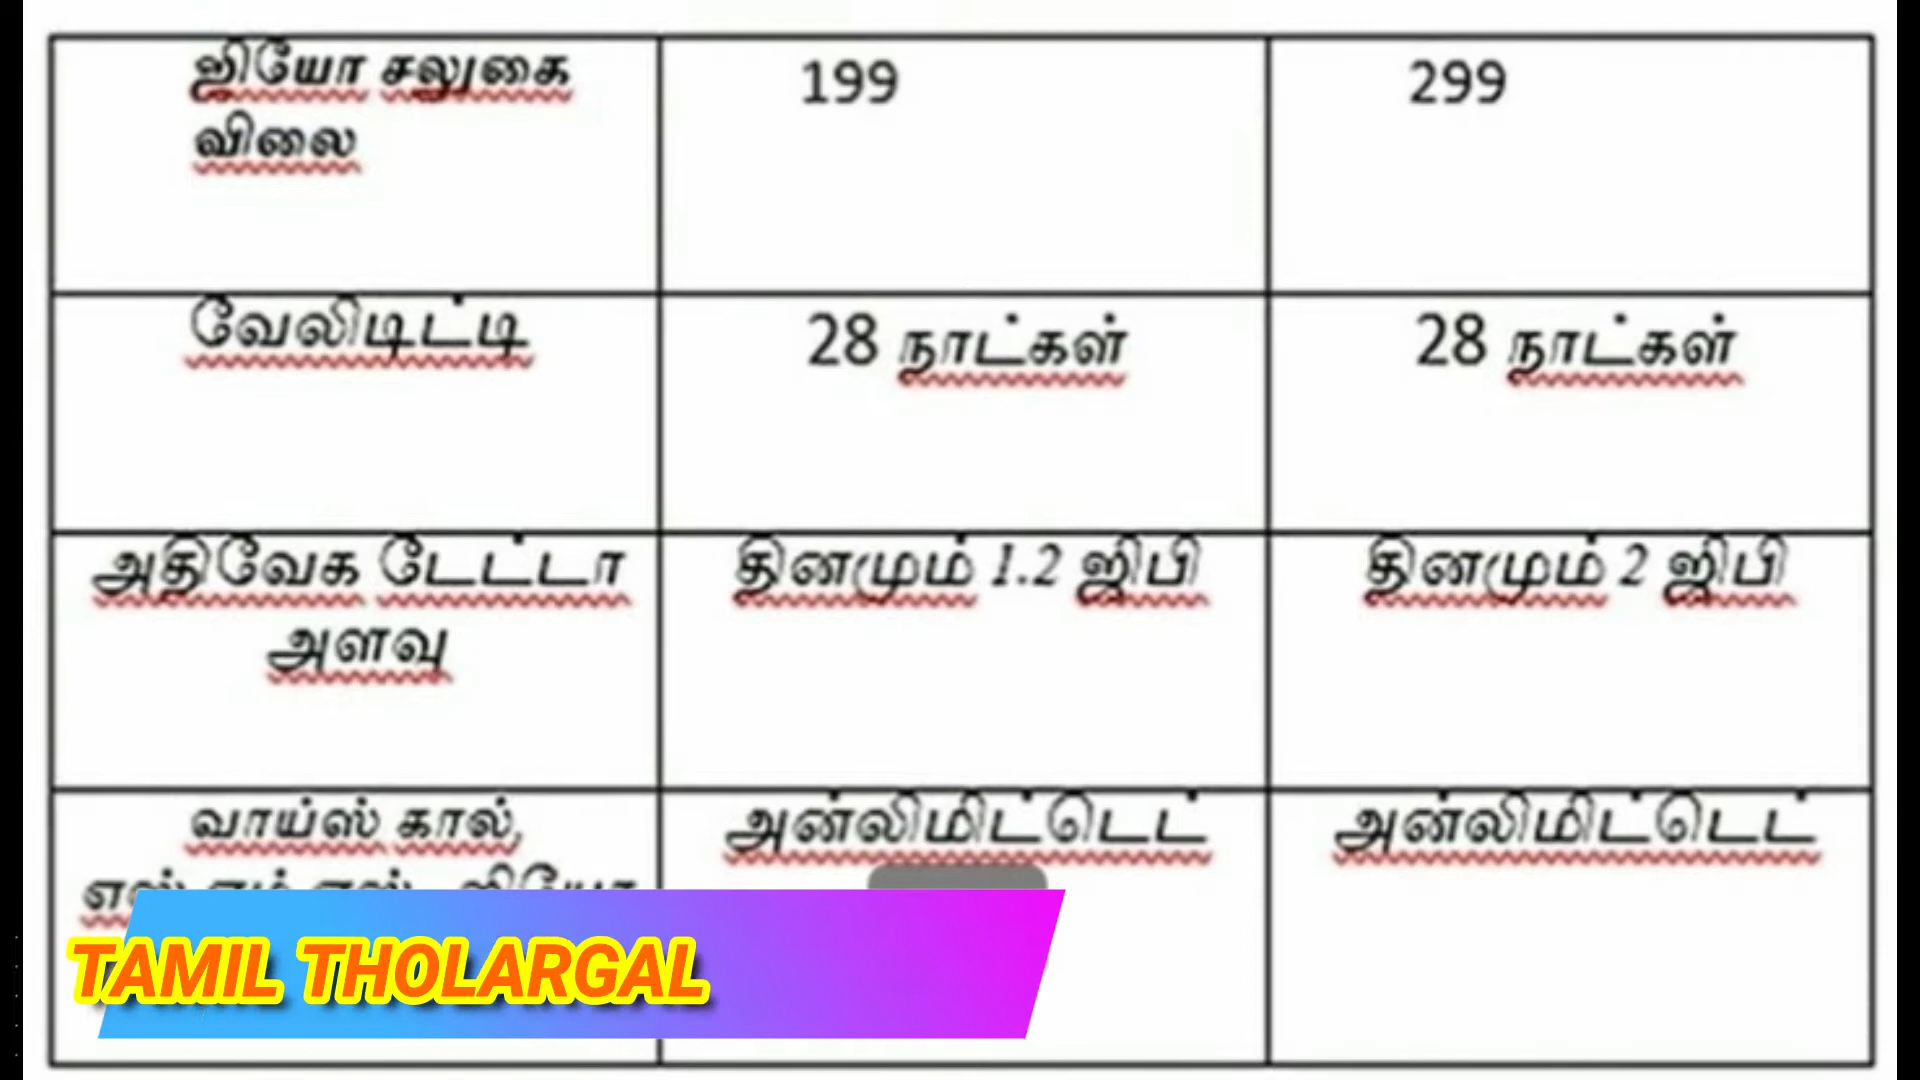 ஜியோ சலுகை
விலை
199
299
வேலிடிட்டி
28 நாட்கள்
28 நாட்கள்
அதிவேக டேட்டா
அளவு
தினமும் 1.2 ஜிபி
தினமும் 2 ஜிபி
வாய்ஸ் கால்,
அன்லிமிட்டெட்
அன்லிமிட்டெட்
TAMIL THOLARGAL